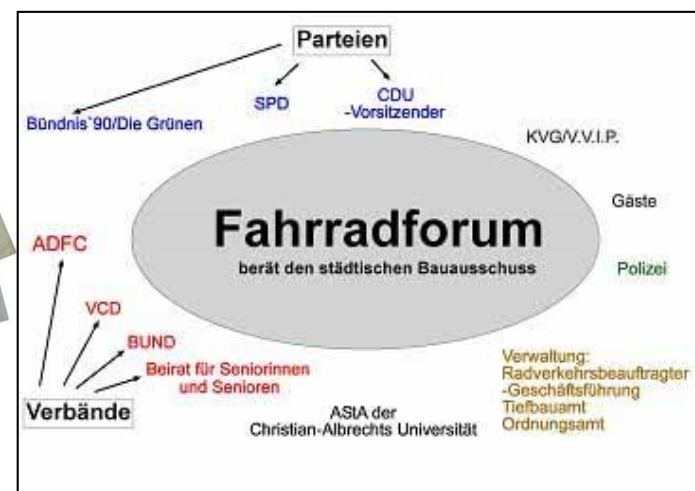 Parteien
SPD
CDU
-Vorsitzender
Bündnis`90/Die Grünen
KVG/V.V.I.P.
Gäste
Fahrradforum
berät den städtischen Bauausschuss
ADFC
Polizei
VCD
BUND
Beirat für Seniorinnen
und Senioren
Verbände
AStA der
Christian-Albrechts Universität
Verwaltung:
Radverkehrsbeauftragter
-Geschäftsführung
Tiefbauamt
Ordnungsamt